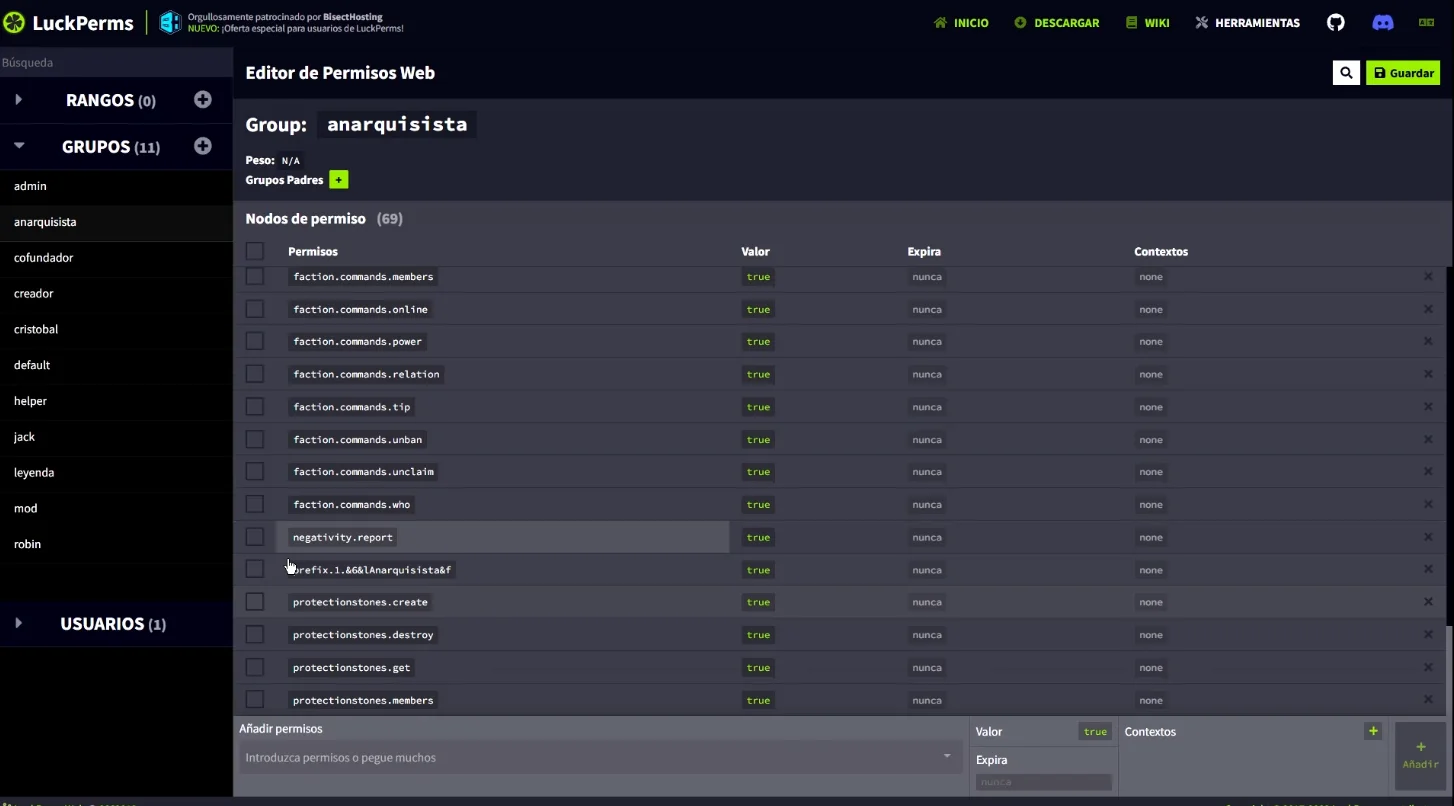 LuckPerms
Orgullosamente patrocinado por BisectHosting
NUEVO: ¡Oferta especial para usuarios de LuckPerms!
INICIO
DESCARGAR
WIKI
HERRAMIENTAS
Búsqueda
RANGOS (0)
GRUPOS (11)
admin
anarquisista
cofundador
creador
cristobal
default
helper
jack
leyenda
mod
robin
USUARIOS (1)
Editor de Permisos Web
Guardar
Group: anarquisista
Peso: N/A
Grupos Padres +
Nodos de permiso (69)
Permisos Valor Expira Contextos
faction.commands.members true nunca none
faction.commands.online true nunca none
faction.commands.power true nunca none
faction.commands.relation true nunca none
faction.commands.tip true nunca none
faction.commands.unban true nunca none
faction.commands.unclaim true nunca none
faction.commands.who true nunca none
negativity.report true nunca none
prefix.1.&6&lAnarquisista&f true nunca none
protectionstones.create true nunca none
protectionstones.destroy true nunca none
protectionstones.get true nunca none
protectionstones.members true nunca none
Añadir permisos
Introduzca permisos o pegue muchos
Valor true
Expira
nunca
Contextos +
+
Añadir